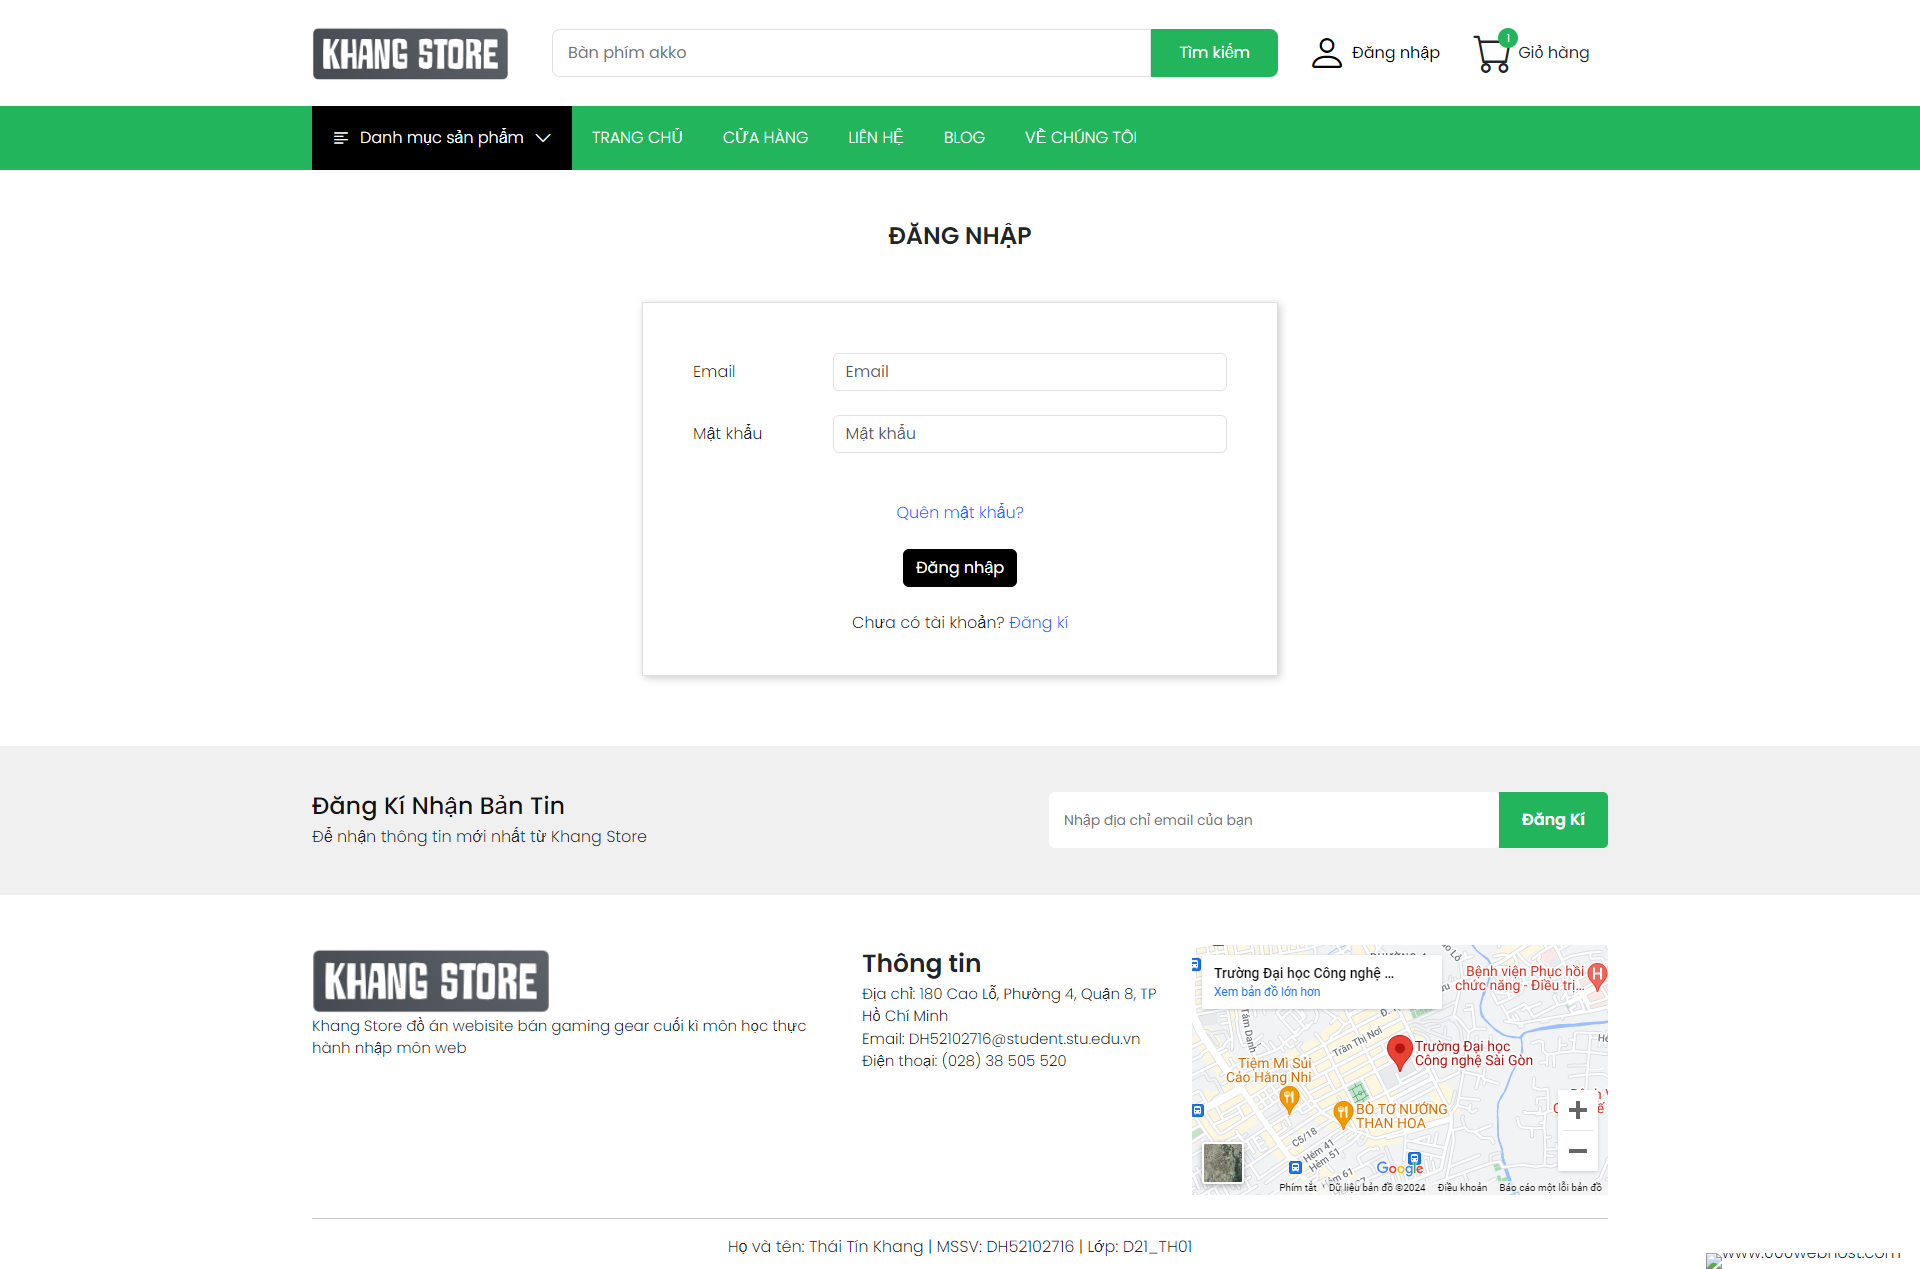 KHANG STORE
Bàn phím akko
Tìm kiếm
Đăng nhập
1
Giỏ hàng
Danh mục sản phẩm
TRANG CHỦ
CỬA HÀNG
LIÊN HỆ
BLOG
VỀ CHÚNG TÔI
ĐĂNG NHẬP
Email
Email
Mật khẩu
Mật khẩu
Quên mật khẩu?
Đăng nhập
Chưa có tài khoản? Đăng kí
Đăng Kí Nhận Bản Tin
Để nhận thông tin mới nhất từ Khang Store
Nhập địa chỉ email của bạn
Đăng Kí
KHANG STORE
Khang Store đồ án webisite bán gaming gear cuối kì môn học thực
hành nhập môn web
Thông tin
Địa chỉ: 180 Cao Lỗ, Phường 4, Quận 8, TP
Hồ Chí Minh
Email: DH52102716@student.stu.edu.vn
Điện thoại: (028) 38 505 520
Trường Đại học Công nghệ ...
Xem bản đồ lớn hơn
Bệnh viện Phục hồi
chức năng - Điều trị...
Tạm Danh
Trần Thị Nơi
Trường Đại học
Công nghệ Sài Gòn
Tiệm Mì Sủi
Cảo Hằng Nhi
BÒ TƠ NƯỚNG
THAN HOA
C5/18
Hẻm 41
Hẻm 51
Hẻm 61
Google
Phím tắt
Dữ liệu bản đồ ©2024
Điều khoản
Báo cáo một lỗi bản đồ
Họ và tên: Thái Tín Khang | MSSV: DH52102716 | Lớp: D21_TH01
www.000webhost.com